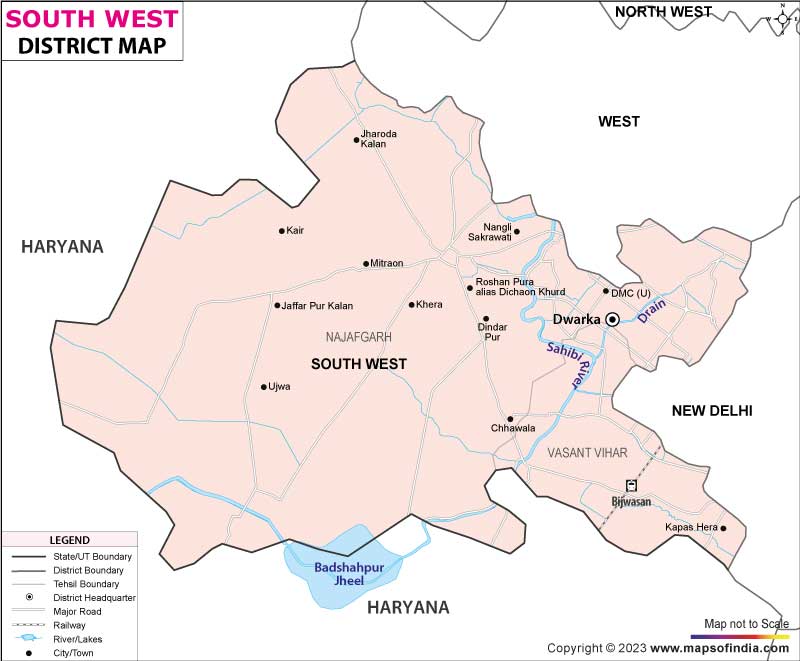 SOUTH WEST
DISTRICT MAP
NORTH WEST
N
W
E
S
WEST
Jharoda
Kalan
HARYANA
Kair
Nangli
Sakrawati
Mitraon
Roshan Pura
alias Dichaon Khurd
DMC (U)
Jaffar Pur Kalan
Khera
Drain
Dwarka
Dindar
Pur
NAJAFGARH
Sahibi River
SOUTH WEST
Ujwa
NEW DELHI
Chhawala
VASANT VIHAR
Bijwasan
Kapas Hera
LEGEND
State/UT Boundary
District Boundary
Tehsil Boundary
District Headquarter
Major Road
Railway
River/Lakes
City/Town
Badshahpur
Jheel
HARYANA
Map not to Scale
Copyright © 2023 www.mapsofindia.com